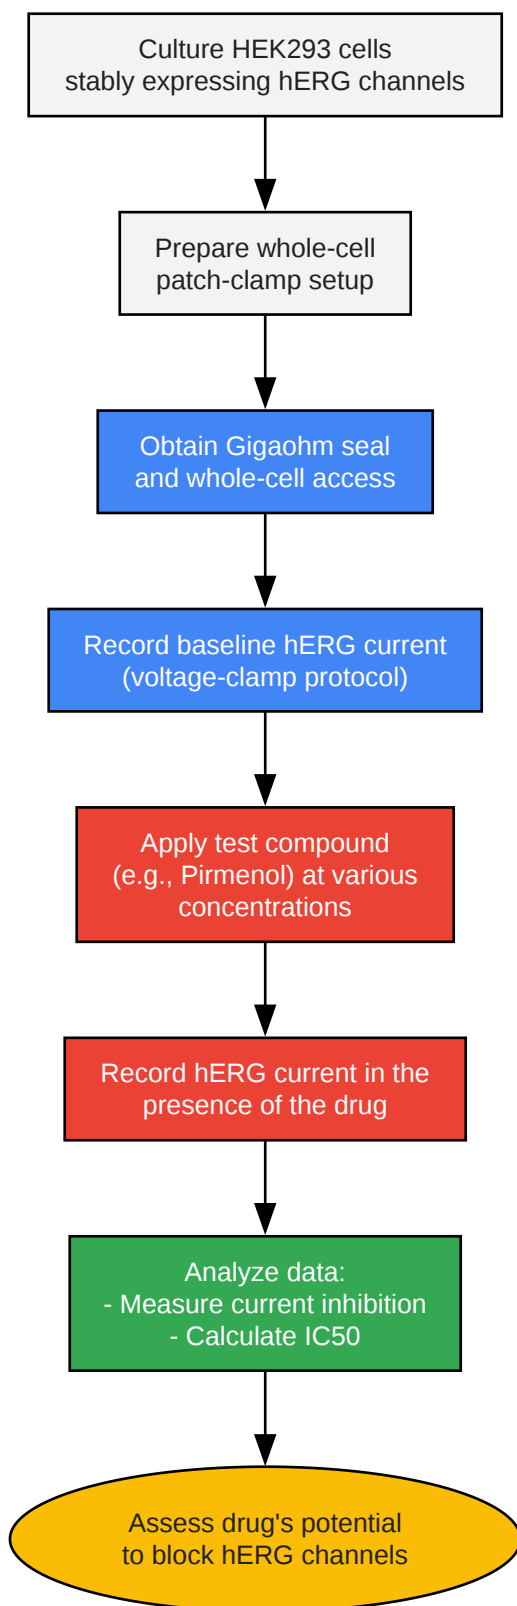 Culture HEK293 cells
stably expressing hERG channels
Prepare whole-cell
patch-clamp setup
Obtain Gigaohm seal
and whole-cell access
Record baseline hERG current
(voltage-clamp protocol)
Apply test compound
(e.g., Pirmenol) at various
concentrations
Record hERG current in the
presence of the drug
Analyze data:
- Measure current inhibition
- Calculate IC50
Assess drug's potential
to block hERG channels